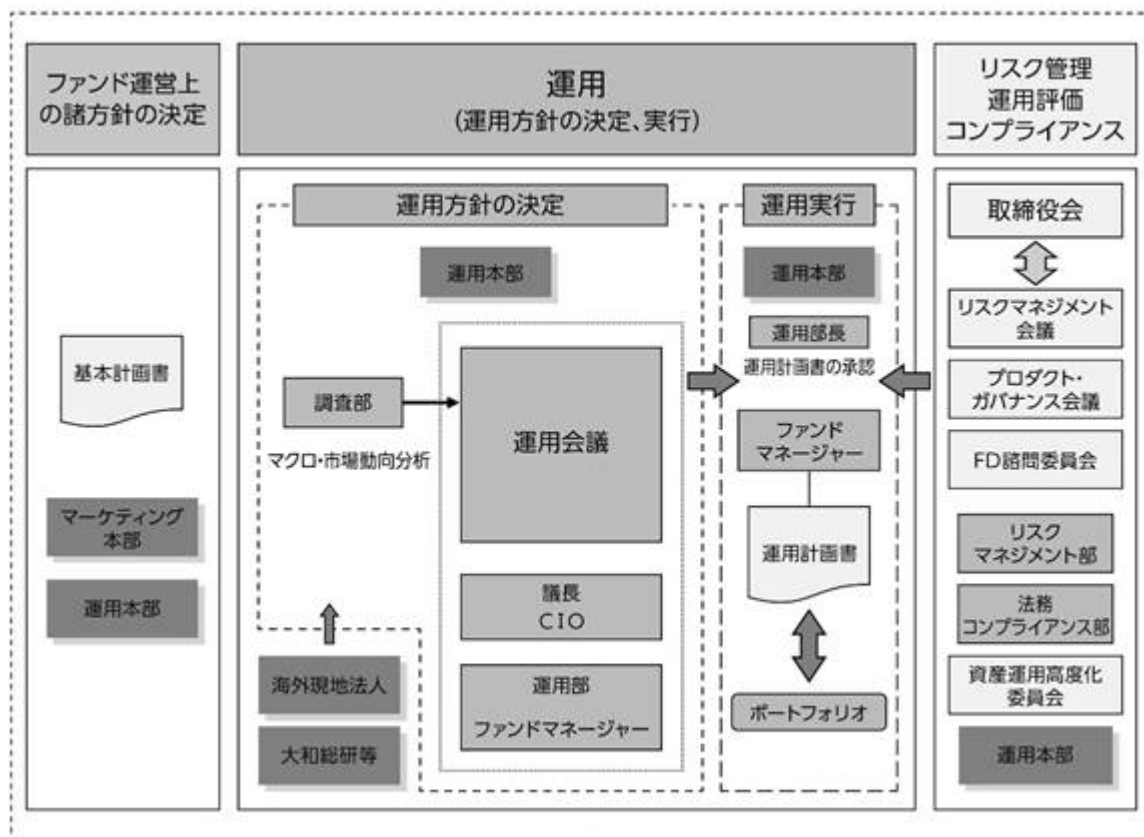 ファンド運営上
の諸方針の決定
運用
(運用方針の決定、実行)
リスク管理
運用評価
コンプライアンス
基本計画書
マーケティング
本部
運用本部
運用方針の決定
運用本部
調査部
マクロ・市場動向分析
運用会議
議長
CIO
運用部
ファンドマネージャー
海外現地法人
大和総研等
運用実行
運用本部
運用部長
運用計画書の承認
ファンド
マネージャー
運用計画書
ポートフォリオ
取締役会
リスクマネジメント
会議
プロダクト・
ガバナンス会議
FD諮問委員会
リスク
マネジメント部
法務
コンプライアンス部
資産運用高度化
委員会
運用本部